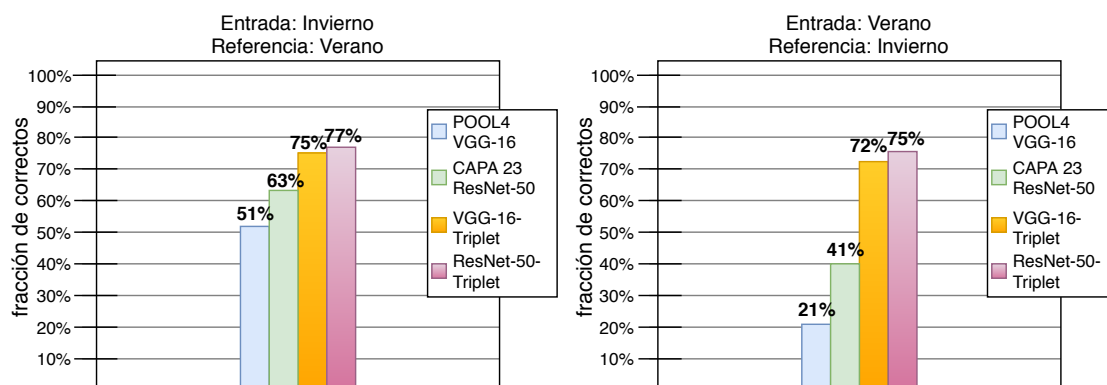 Entrada: Invierno
Referencia: Verano
fracción de correctos
100%
90%
80%
70%
60%
50%
40%
30%
20%
10%
51%
63%
75%
77%
POOL4
VGG-16
CAPA 23
ResNet-50
VGG-16-
Triplet
ResNet-50-
Triplet
Entrada: Verano
Referencia: Invierno
fracción de correctos
100%
90%
80%
70%
60%
50%
40%
30%
20%
10%
21%
41%
72%
75%
POOL4
VGG-16
CAPA 23
ResNet-50
VGG-16-
Triplet
ResNet-50-
Triplet